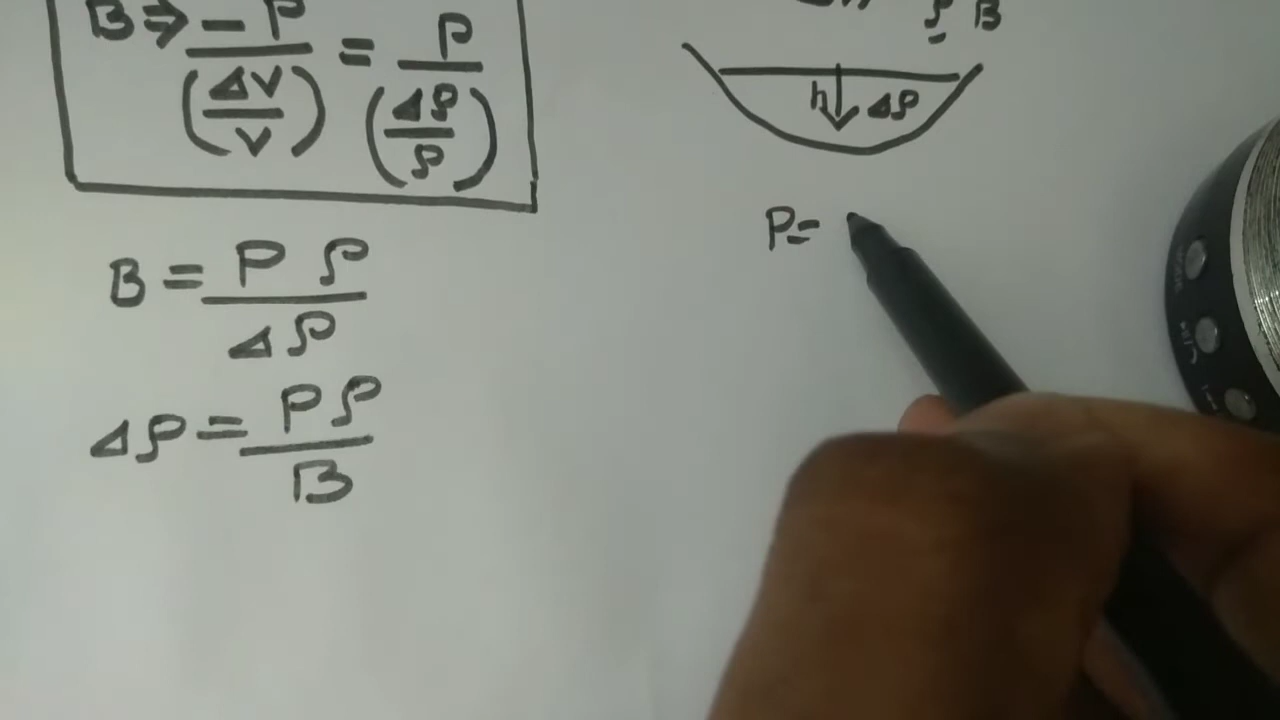 B ⇒ -P/(ΔV/V) = P/(Δρ/ρ)
B = Pρ/Δρ
Δρ = Pρ/B
ρ B
h Δρ
P=